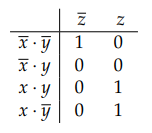 z̅ z
x̅ · y̅ 1 0
x̅ · y 0 0
x · y 0 1
x · y̅ 0 1